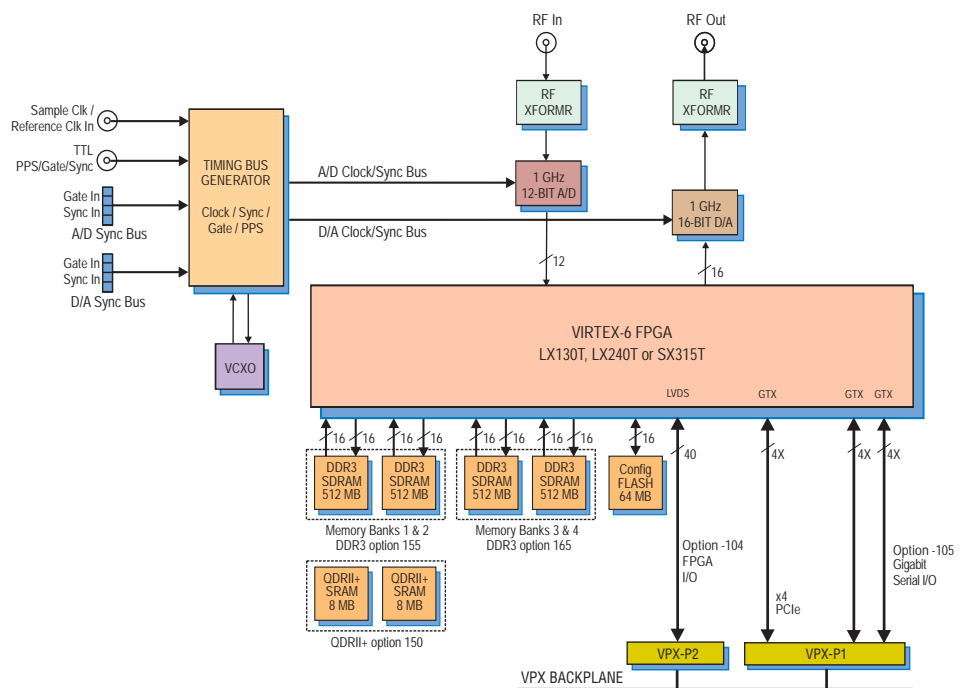 RF In
RF Out
RF
XFORMR
RF
XFORMR
Sample Clk /
Reference Clk In
TTL
PPS/Gate/Sync
Gate In
Sync In
A/D Sync Bus
Gate In
Sync In
D/A Sync Bus
TIMING BUS
GENERATOR
Clock / Sync /
Gate / PPS
VCXO
A/D Clock/Sync Bus
D/A Clock/Sync Bus
1 GHz
12-BIT A/D
1 GHz
16-BIT D/A
12
16
VIRTEX-6 FPGA
LX130T, LX240T or SX315T
LVDS
GTX
GTX
GTX
16
16
16
16
16
16
16
16
16
40
4X
4X
4X
DDR3
SDRAM
512 MB
DDR3
SDRAM
512 MB
DDR3
SDRAM
512 MB
DDR3
SDRAM
512 MB
Config
FLASH
64 MB
Memory Banks 1 & 2
DDR3 option 155
Memory Banks 3 & 4
DDR3 option 165
QDRII+
SRAM
8 MB
QDRII+
SRAM
8 MB
QDRII+ option 150
Option -104
FPGA
I/O
x4
PCIe
Option -105
Gigabit
Serial I/O
VPX-P2
VPX-P1
VPX BACKPLANE